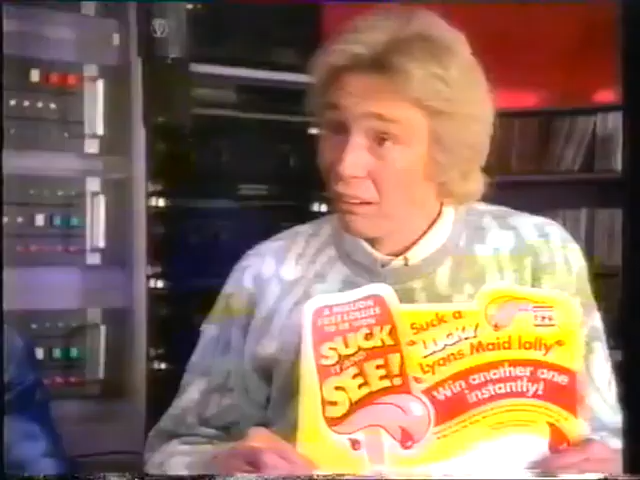 A MILLION
FREE LOLLIES
TO BE WON
SUCK
IT AND
SEE!
Suck a
LUCKY
Lyons Maid lolly
Win another one
instantly!